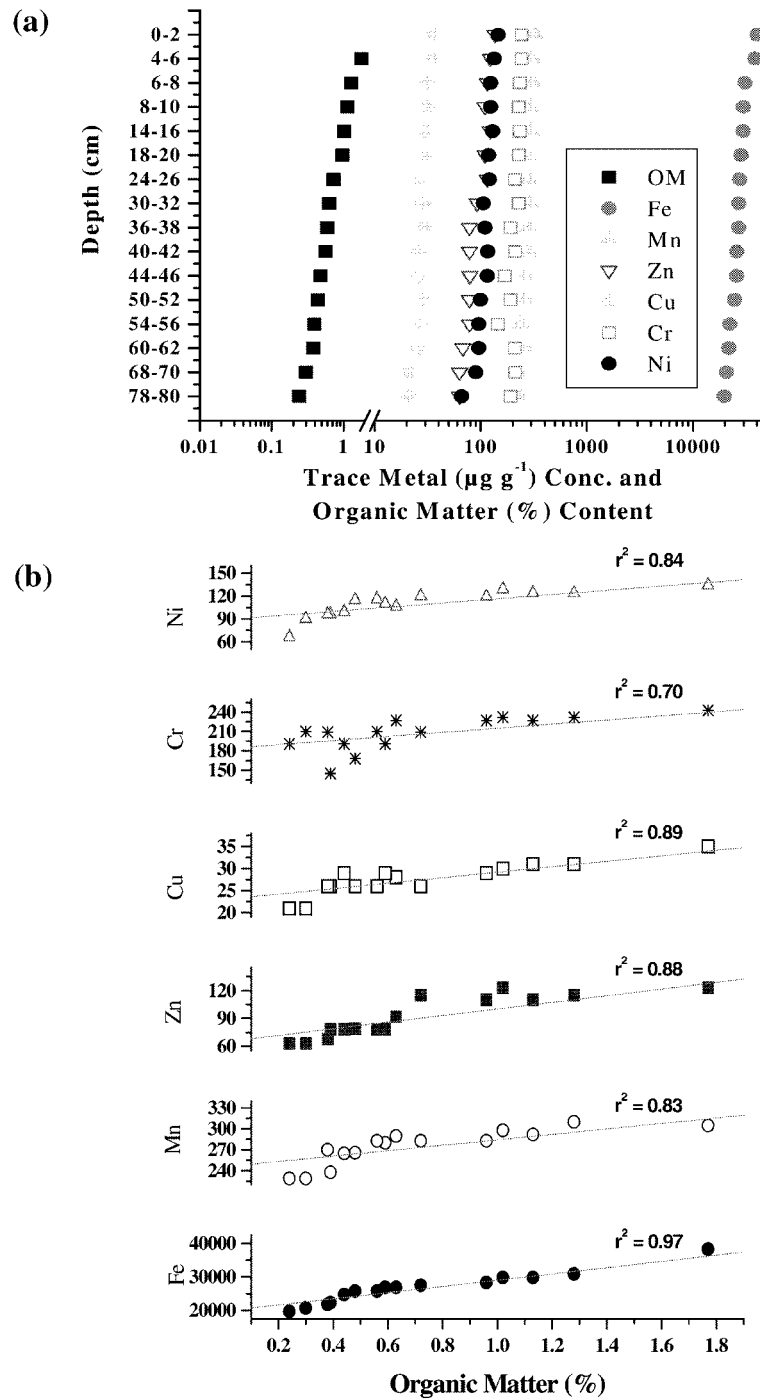 (a)
0-2
4-6
6-8
8-10
14-16
18-20
24-26
30-32
36-38
40-42
44-46
50-52
54-56
60-62
68-70
78-80
Depth (cm)
OM
Fe
Mn
Zn
Cu
Cr
Ni
0.01 0.1 1 10 100 1000 10000
Trace Metal (µg g⁻¹) Conc. and
Organic Matter (%) Content
(b)
150
120
90
60
Ni
r² = 0.84
240
210
180
150
Cr
r² = 0.70
35
30
25
20
Cu
r² = 0.89
120
90
60
Zn
r² = 0.88
330
300
270
240
Mn
r² = 0.83
40000
30000
20000
Fe
r² = 0.97
0.2 0.4 0.6 0.8 1.0 1.2 1.4 1.6 1.8
Organic Matter (%)